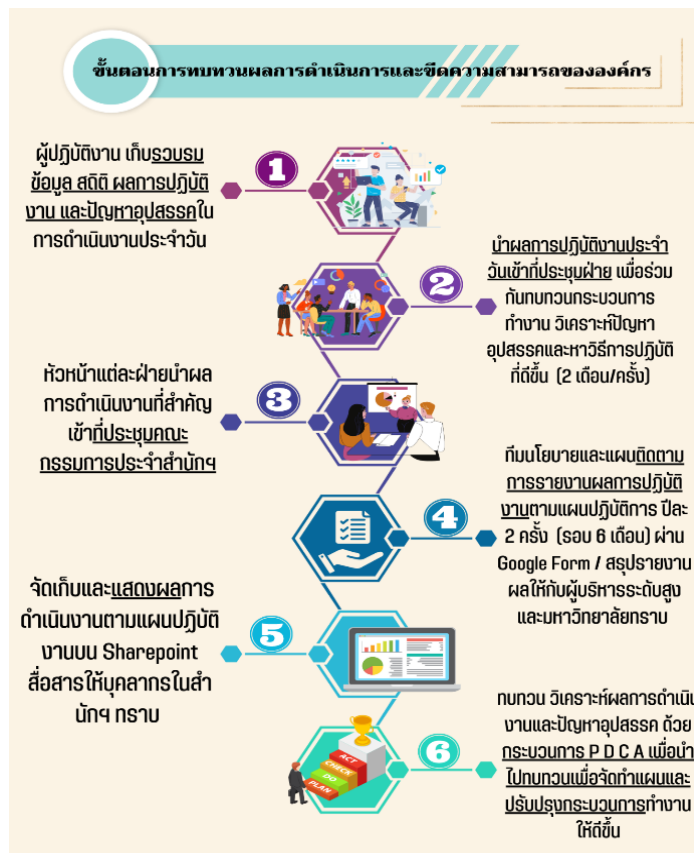 ขั้นตอนการทบทวนผลการดำเนินการและขีดความสามารถขององค์กร
1
ผู้ปฏิบัติงาน เก็บรวบรม
ข้อมูล สถิติ ผลการปฏิบัติ
งาน และปัญหาอุปสรรคใน
การดำเนินงานประจำวัน
2
นำผลการปฏิบัติงานประจำ
วันเข้าที่ประชุมฝ่าย เพื่อร่วม
กันทบทวนกระบวนการ
ทำงาน วิเคราะห์ปัญหา
อุปสรรคและหาวิธีการปฏิบัติ
ที่ดีขึ้น (2 เดือน/ครั้ง)
3
หัวหน้าแต่ละฝ่ายนำผล
การดำเนินงานที่สำคัญ
เข้าที่ประชุมคณะ
กรรมการประจำสำนักฯ
4
ทีมนโยบายและแผนติดตาม
การรายงานผลการปฏิบัติ
งานตามแผนปฏิบัติการ ปีละ
2 ครั้ง (รอบ 6 เดือน) ผ่าน
Google Form / สรุปรายงาน
ผลให้กับผู้บริหารระดับสูง
และมหาวิทยาลัยทราบ
5
จัดเก็บและแสดงผลการ
ดำเนินงานตามแผนปฏิบัติ
งานบน Sharepoint
สื่อสารให้บุคลากรในสำ
นักฯ ทราบ
6
ทบทวน วิเคราะห์ผลการดำเนิน
งานและปัญหาอุปสรรค ด้วย
กระบวนการ P D C A เพื่อนำ
ไปทบทวนเพื่อจัดทำแผนและ
ปรับปรุงกระบวนการทำงาน
ให้ดีขึ้น
ACT
CHECK
DO
PLAN